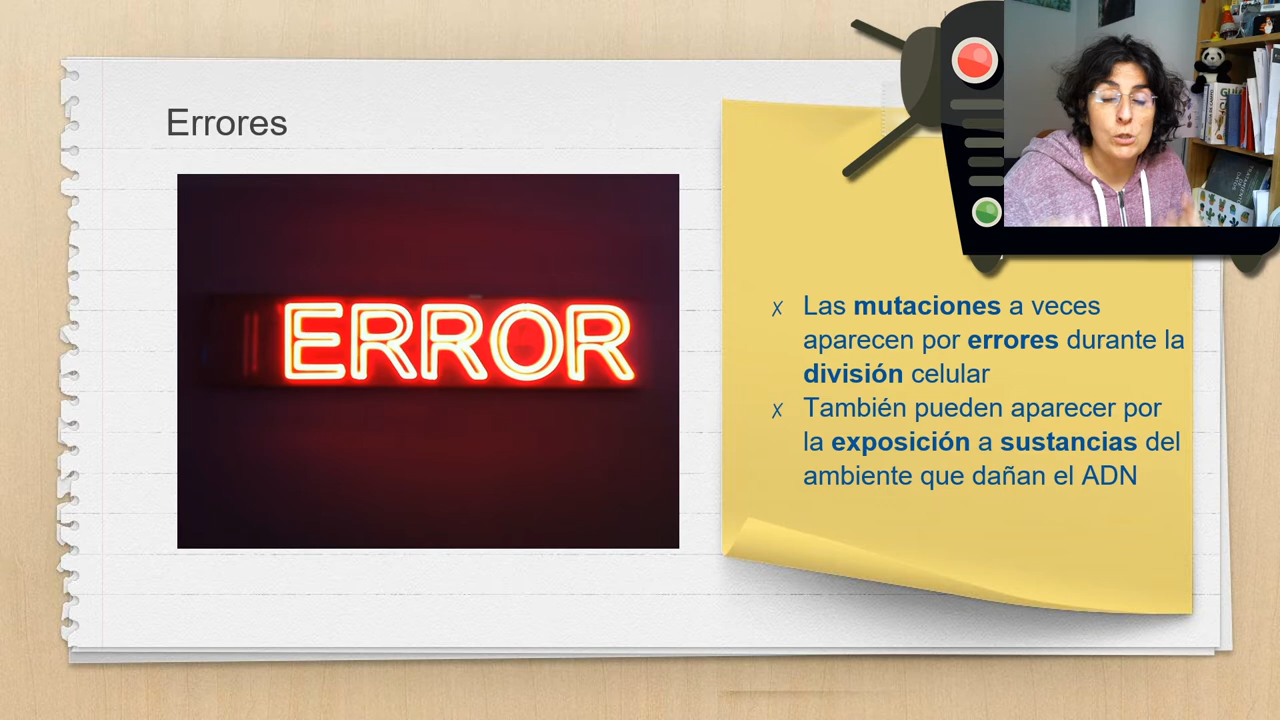 Errores
ERROR
x Las mutaciones a veces
aparecen por errores durante la
división celular
x También pueden aparecer por
la exposición a sustancias del
ambiente que dañan el ADN